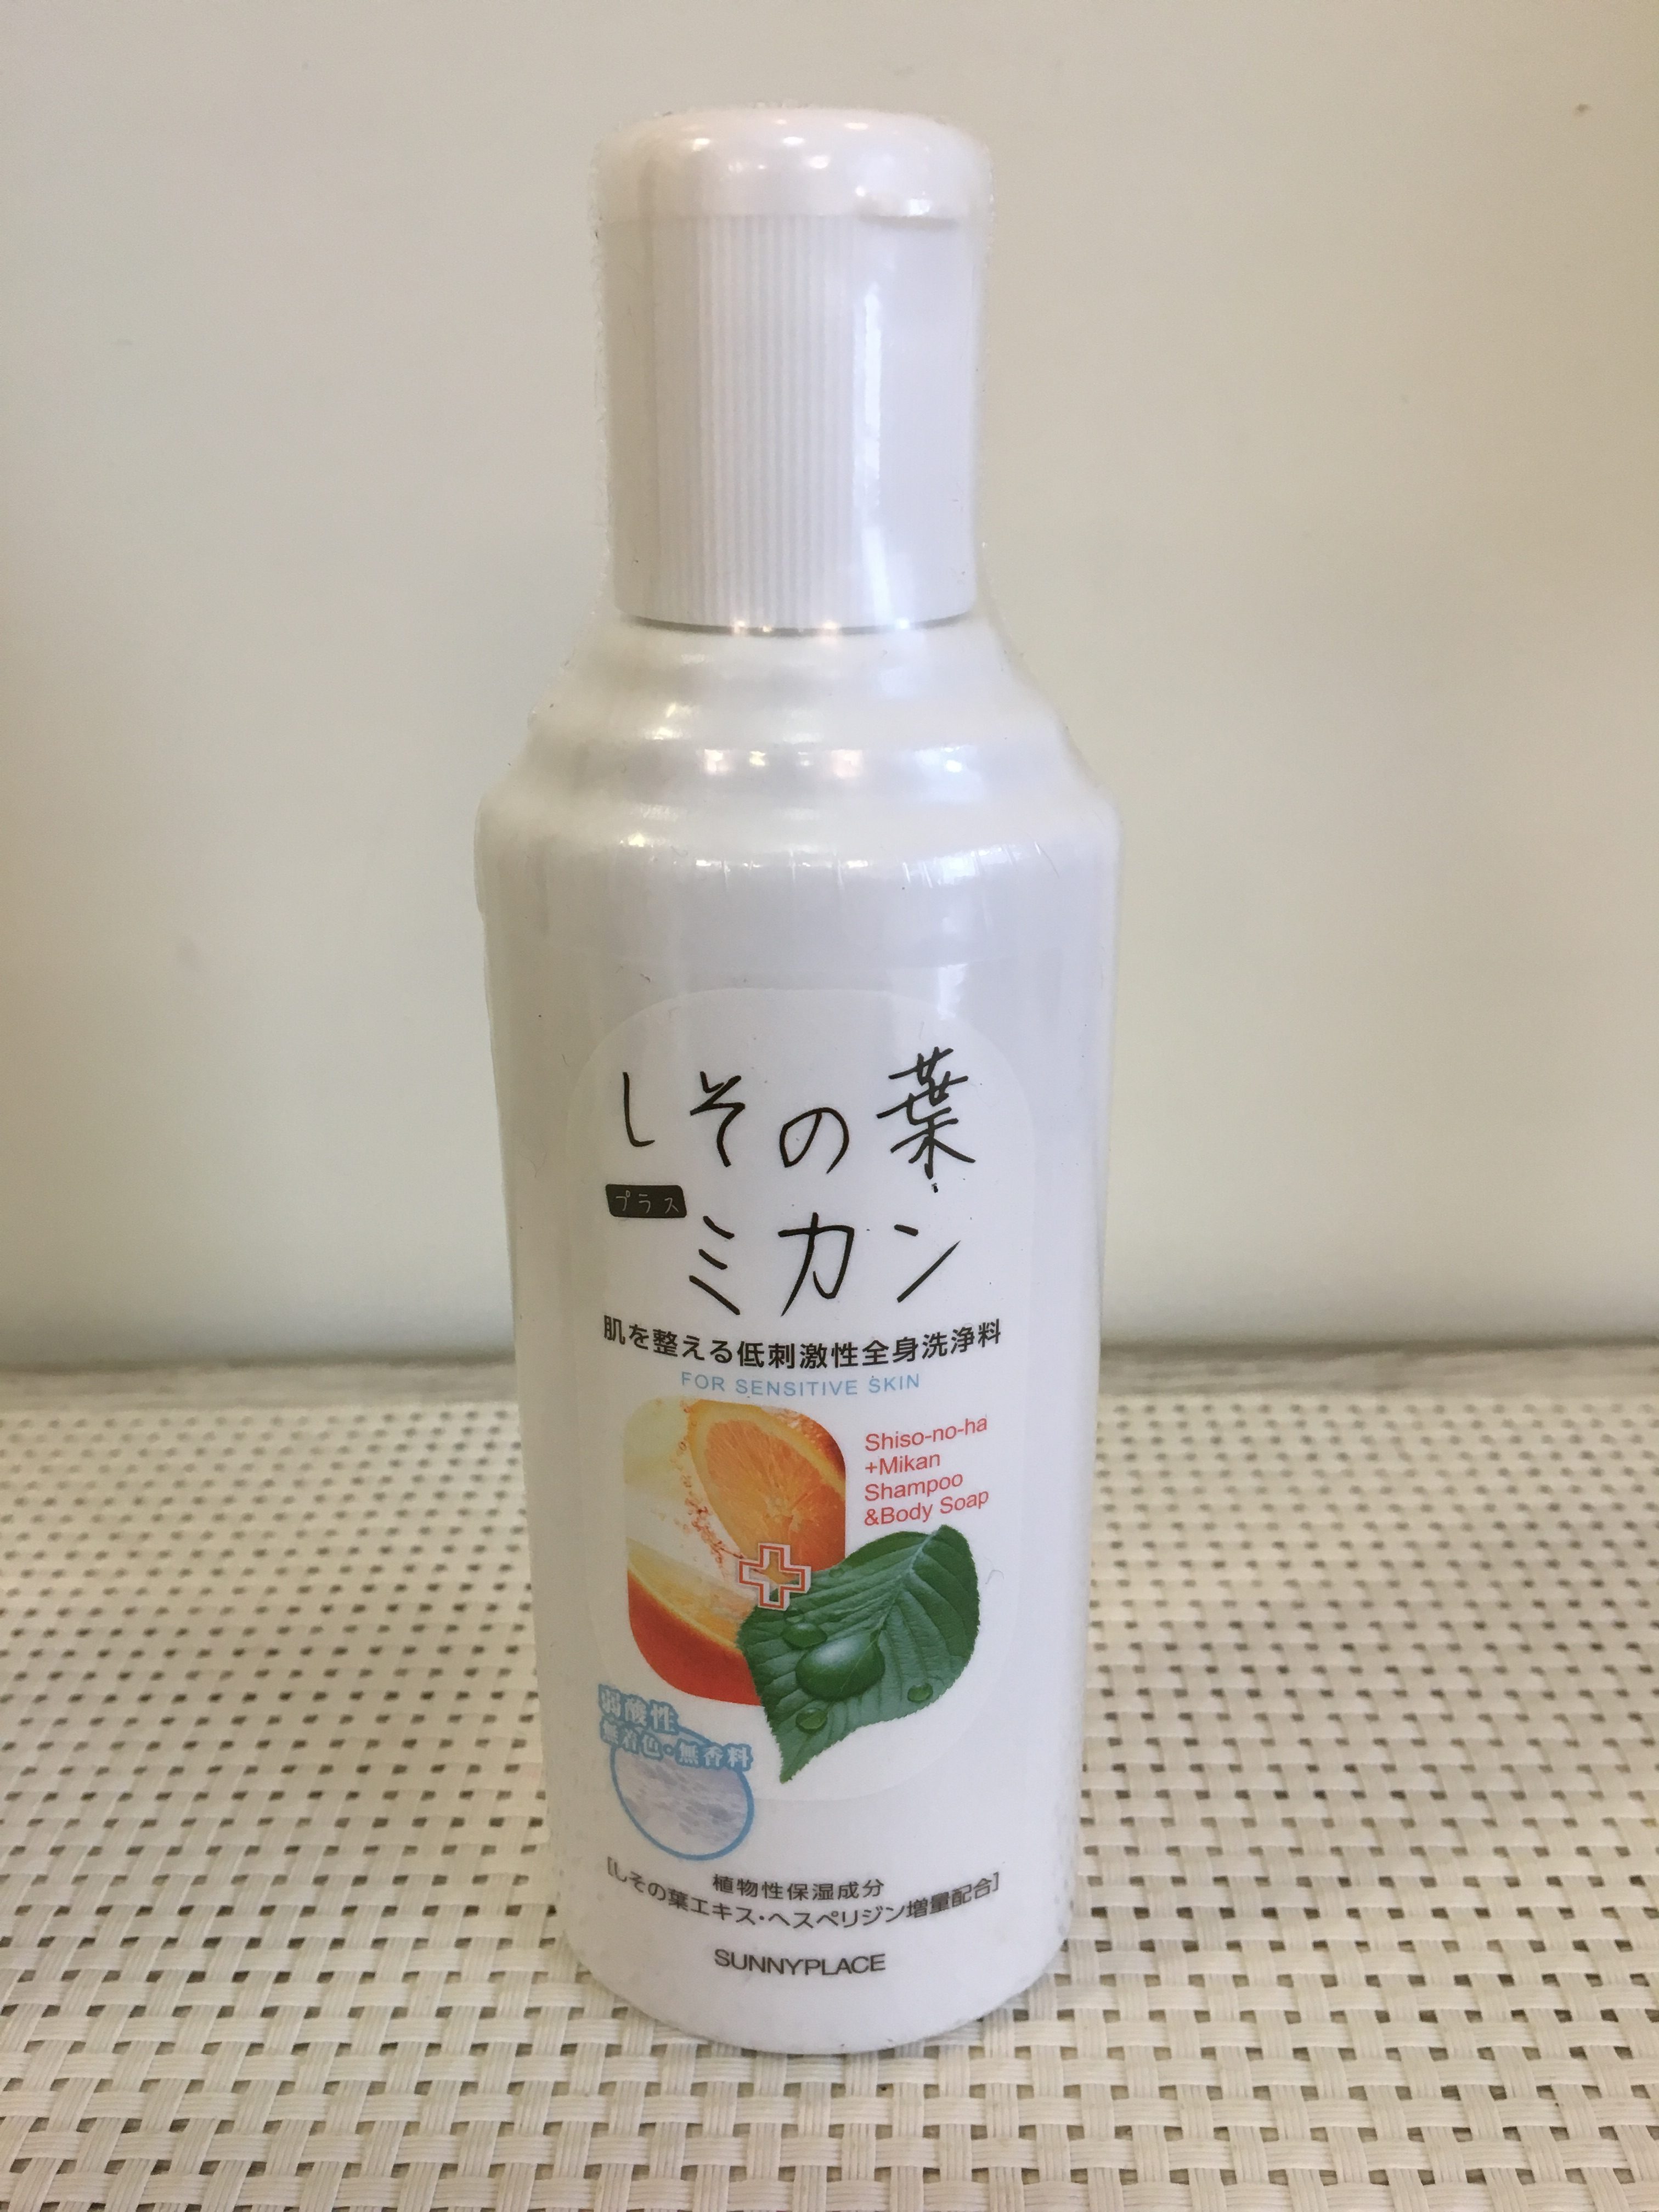 しその葉
プラス
ミカン
肌を整える低刺激性全身洗浄料
FOR SENSITIVE SKIN
Shiso-no-ha
+Mikan
Shampoo
&Body Soap
弱酸性
無着色・無香料
植物性保湿成分
[しその葉エキス・ヘスペリジン増量配合]
SUNNYPLACE